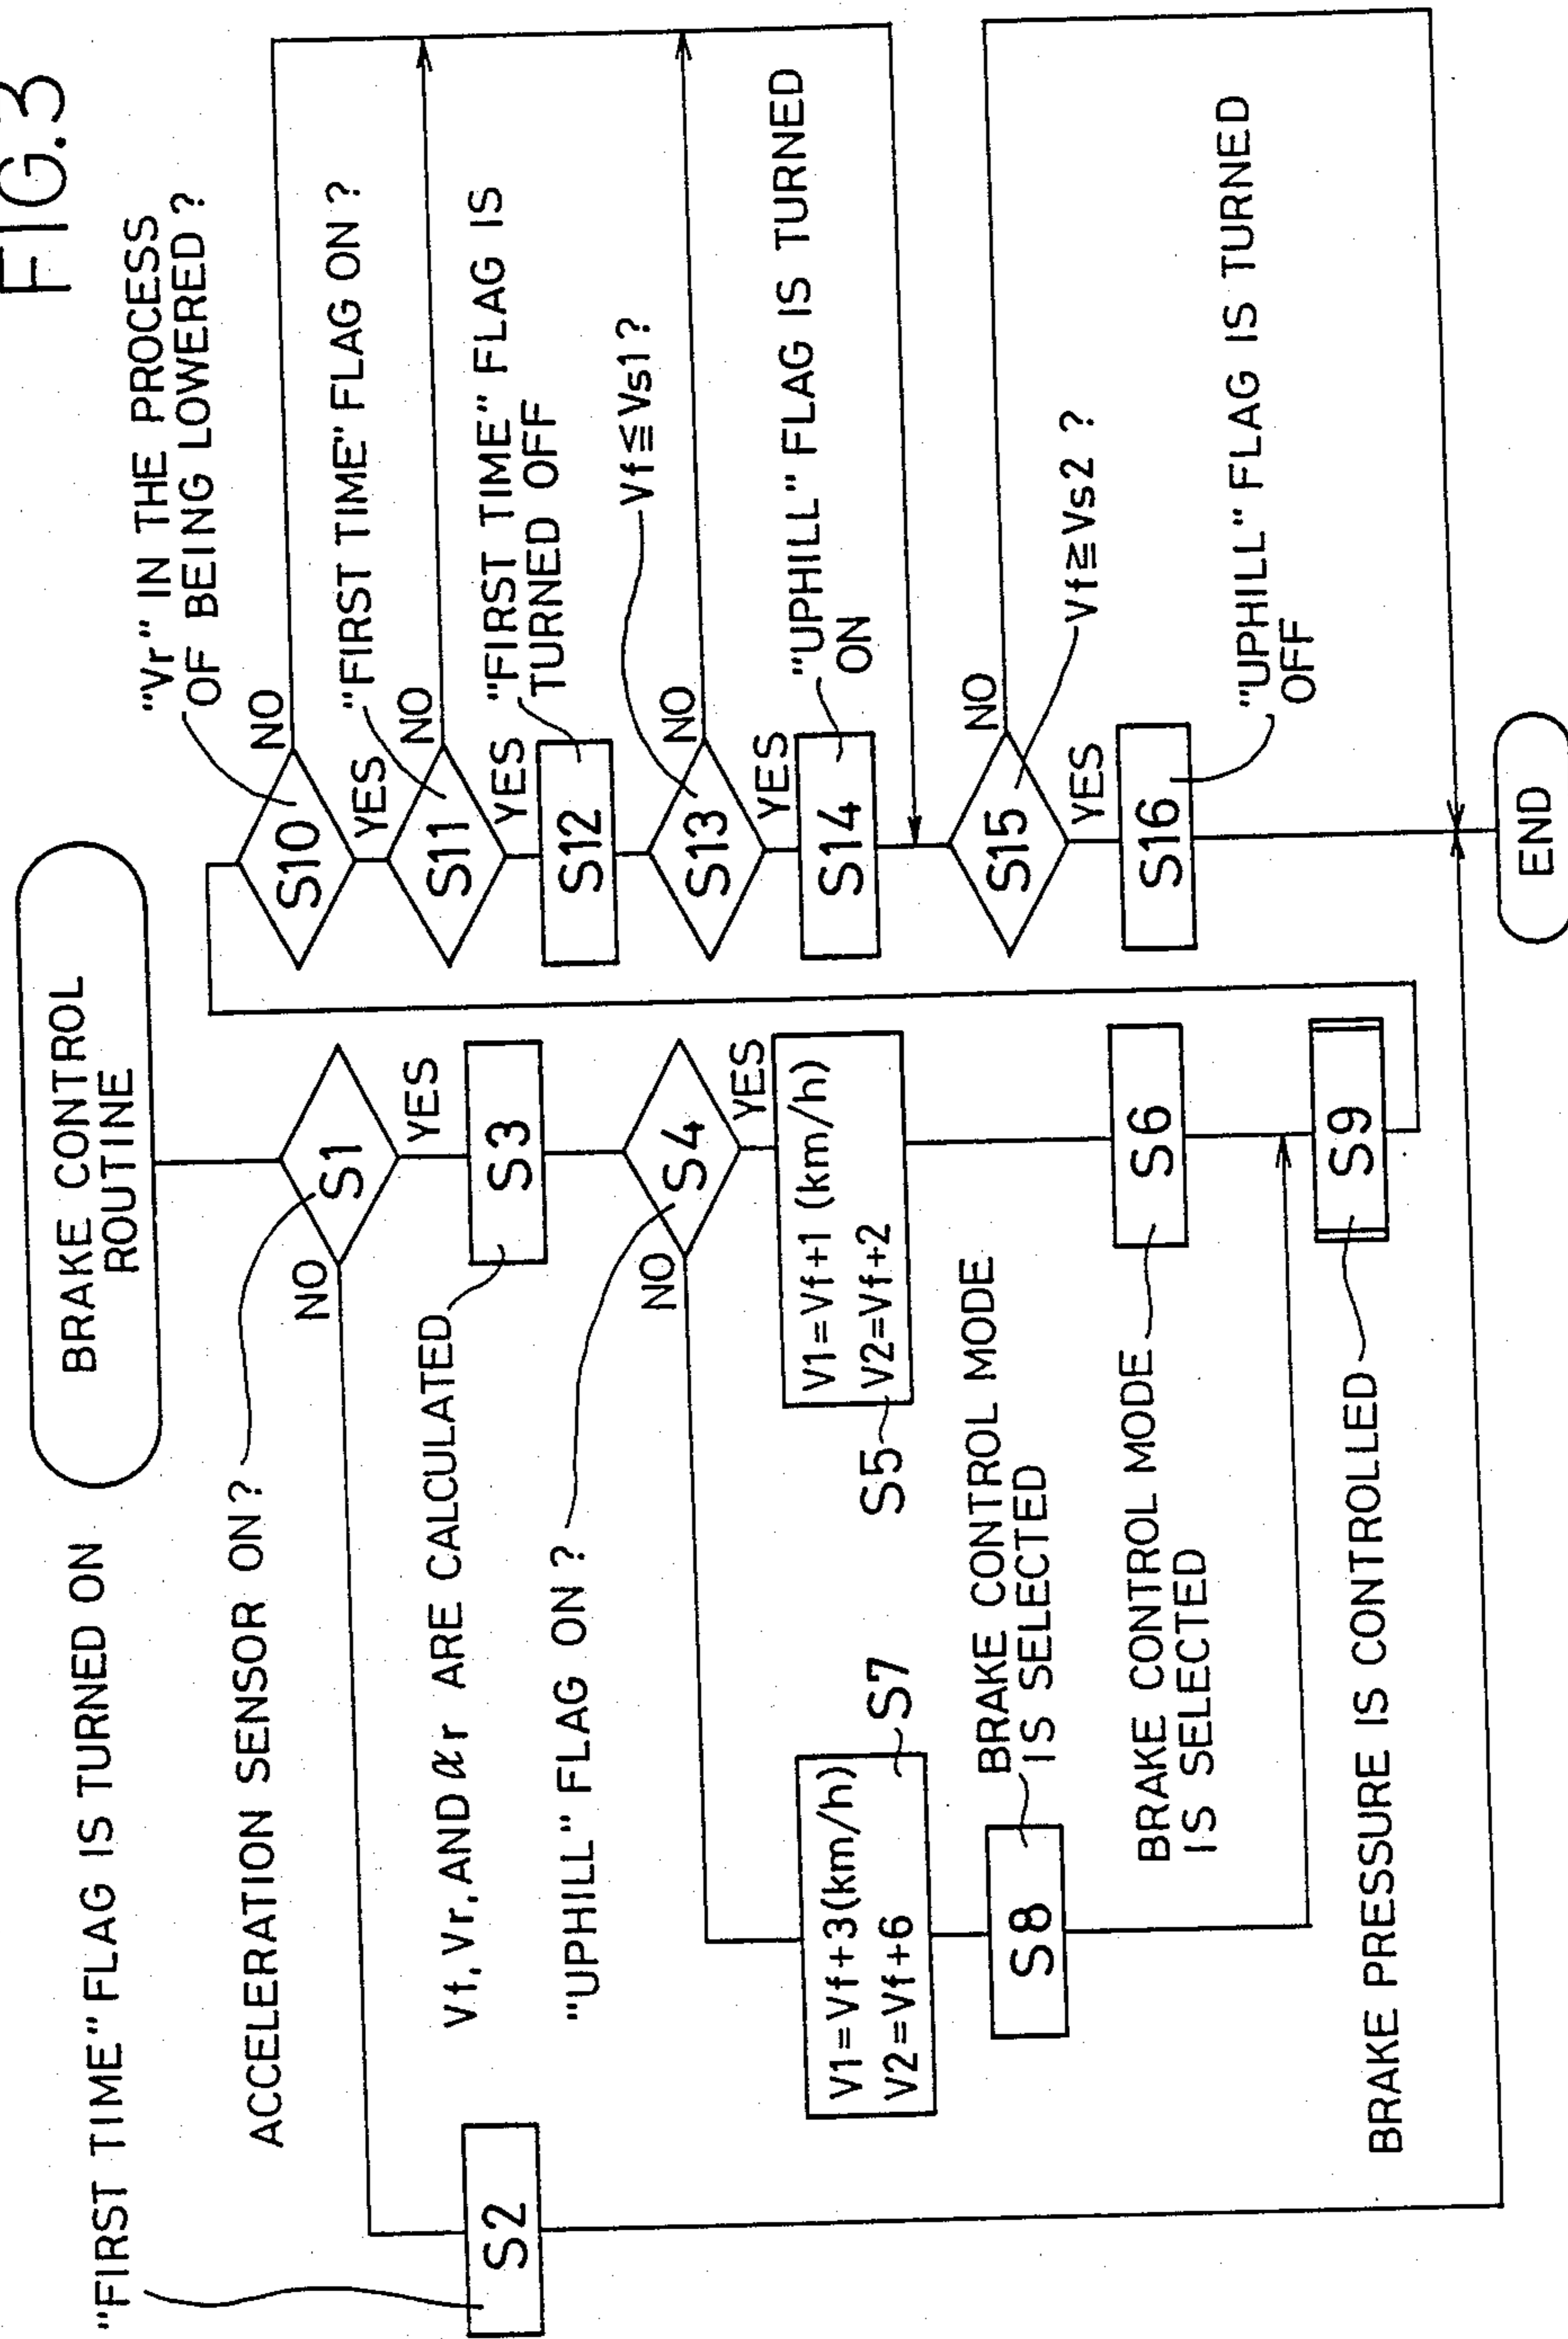 FIG.3
BRAKE CONTROL
ROUTINE
"FIRST TIME" FLAG IS TURNED ON
ACCELERATION SENSOR ON?
S1
NO
YES
S2
Vf, Vr, AND αr ARE CALCULATED
S3
"UPHILL" FLAG ON?
S4
NO
YES
V1=Vf+1 (km/h)
V2=Vf+2
S5
V1=Vf+3(km/h)
V2=Vf+6
S7
BRAKE CONTROL MODE
IS SELECTED
S8
BRAKE CONTROL MODE
IS SELECTED
S6
BRAKE PRESSURE IS CONTROLLED
S9
"Vr" IN THE PROCESS
OF BEING LOWERED?
S10
NO
YES
"FIRST TIME" FLAG ON?
S11
NO
YES
"FIRST TIME" FLAG IS
TURNED OFF
S12
Vf≦Vs1?
S13
NO
YES
"UPHILL" FLAG IS TURNED
ON
S14
Vf≧Vs2?
S15
NO
YES
"UPHILL" FLAG IS TURNED
OFF
S16
END